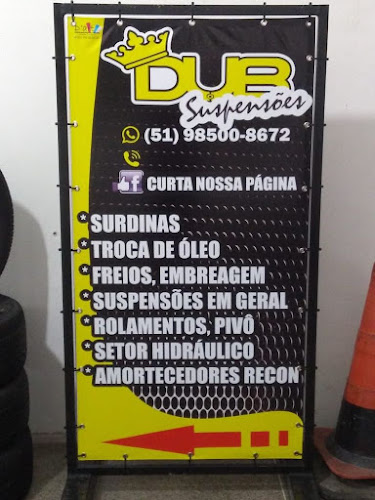 DUB
Suspensões
(51) 98500-8672
f CURTA NOSSA PÁGINA
* SURDINAS
* TROCA DE ÓLEO
* FREIOS, EMBREAGEM
* SUSPENSÕES EM GERAL
* ROLAMENTOS, PIVÔ
* SETOR HIDRÁULICO
* AMORTECEDORES RECON